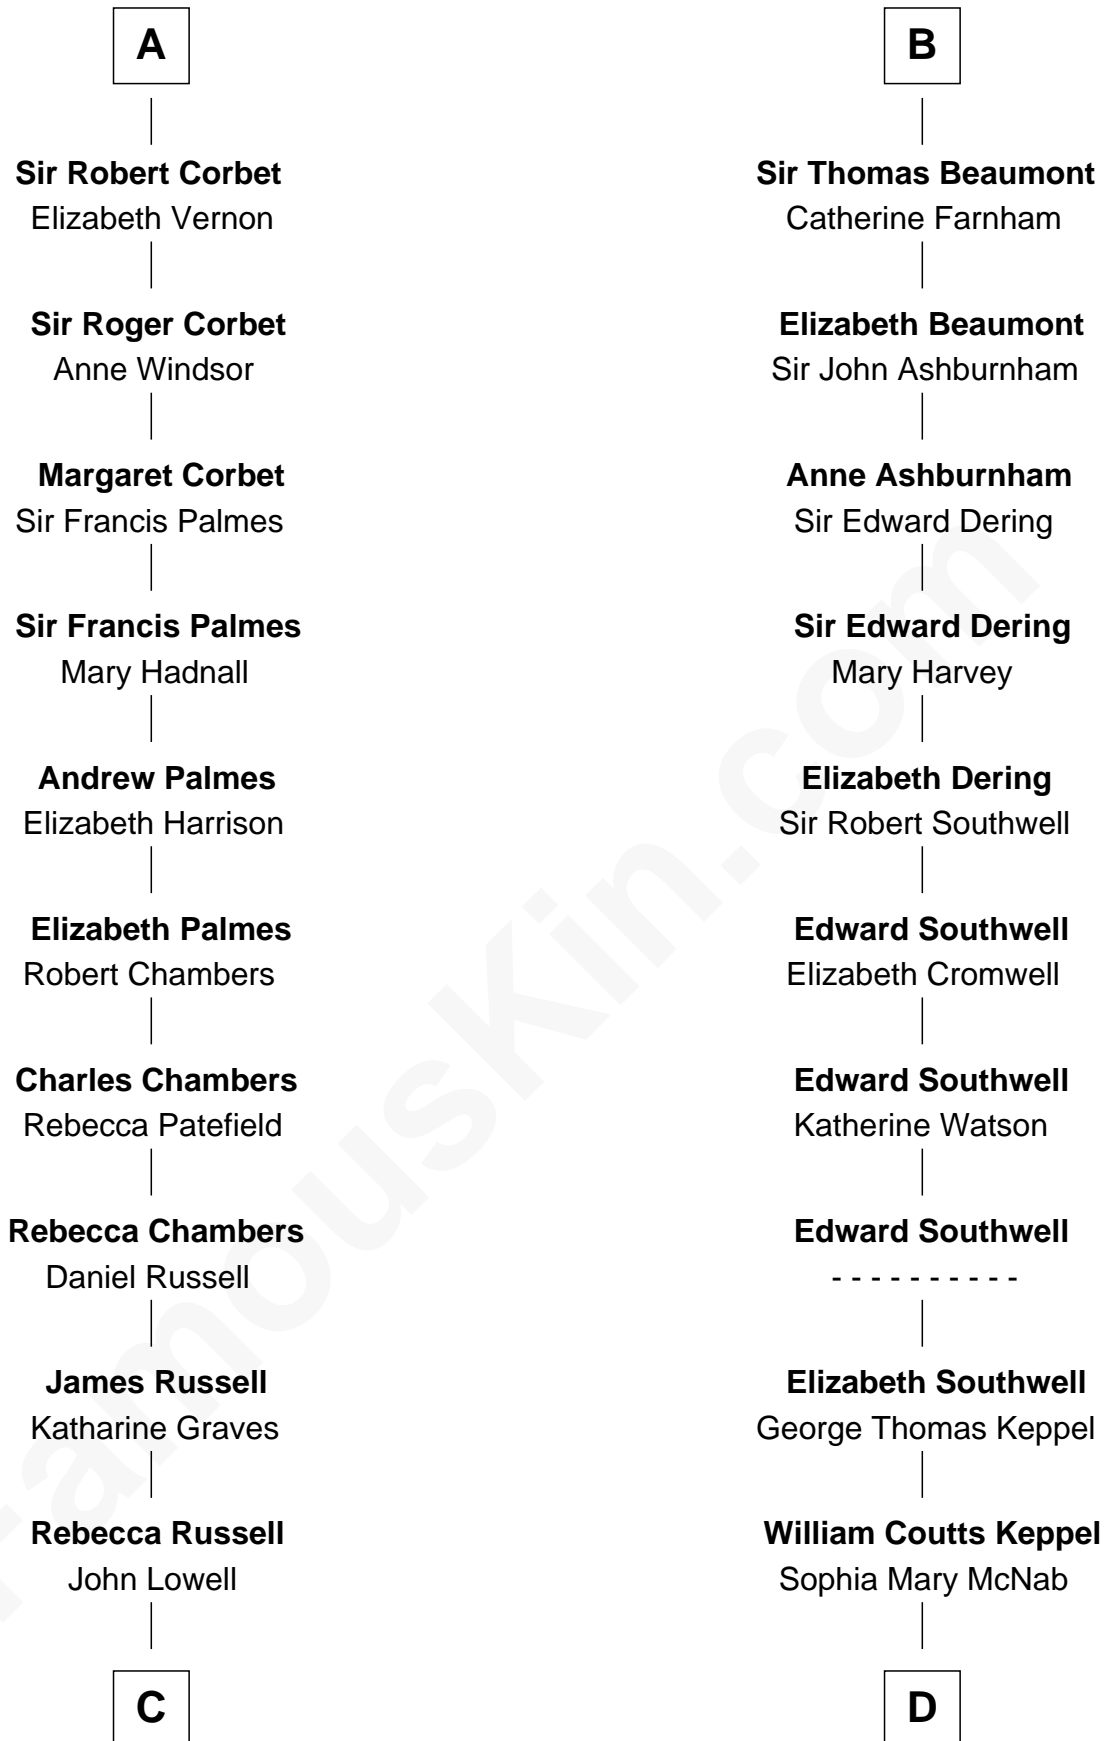 A
Sir Robert Corbet
Elizabeth Vernon
Sir Roger Corbet
Anne Windsor
Margaret Corbet
Sir Francis Palmes
Sir Francis Palmes
Mary Hadnall
Andrew Palmes
Elizabeth Harrison
Elizabeth Palmes
Robert Chambers
Charles Chambers
Rebecca Patefield
Rebecca Chambers
Daniel Russell
James Russell
Katharine Graves
Rebecca Russell
John Lowell
C
B
Sir Thomas Beaumont
Catherine Farnham
Elizabeth Beaumont
Sir John Ashburnham
Anne Ashburnham
Sir Edward Dering
Sir Edward Dering
Mary Harvey
Elizabeth Dering
Sir Robert Southwell
Edward Southwell
Elizabeth Cromwell
Edward Southwell
Katherine Watson
Edward Southwell
- - - - - - - - - -
Elizabeth Southwell
George Thomas Keppel
William Coutts Keppel
Sophia Mary McNab
D
FamousKin.com